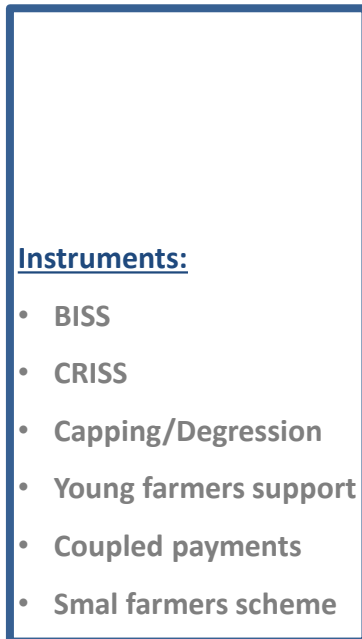 Instruments:
• BISS
• CRISS
• Capping/Degression
• Young farmers support
• Coupled payments
• Smal farmers scheme